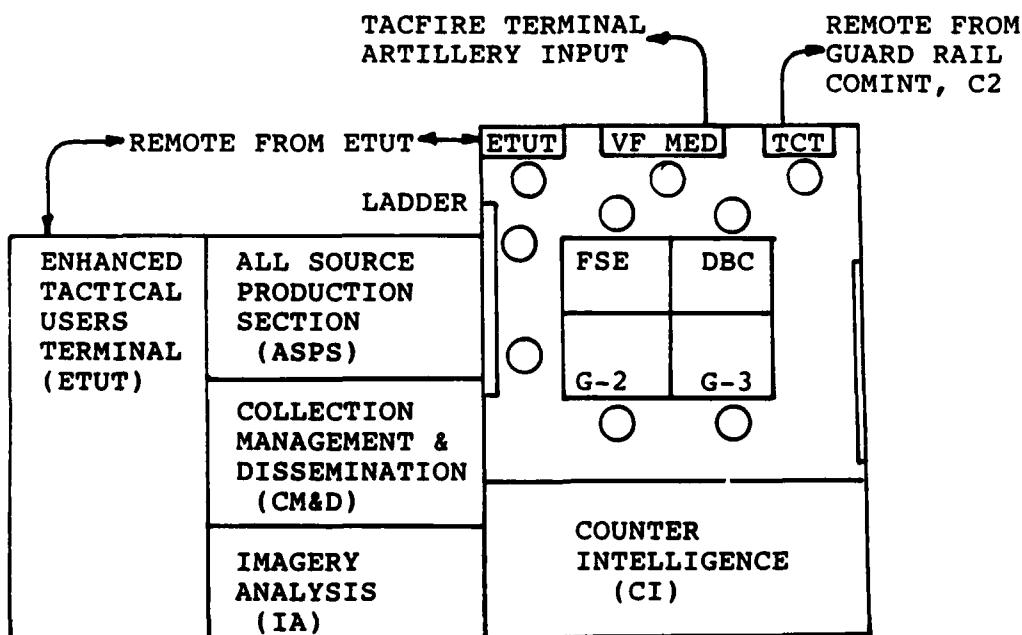 TACFIRE TERMINAL
ARTILLERY INPUT
REMOTE FROM
GUARD RAIL
COMINT, C2
REMOTE FROM ETUT
ETUT
VF MED
TCT
LADDER
ENHANCED
TACTICAL
USERS
TERMINAL
(ETUT)
ALL SOURCE
PRODUCTION
SECTION
(ASPS)
FSE
DBC
G-2
G-3
COLLECTION
MANAGEMENT &
DISSEMINATION
(CM&D)
IMAGERY
ANALYSIS
(IA)
COUNTER
INTELLIGENCE
(CI)